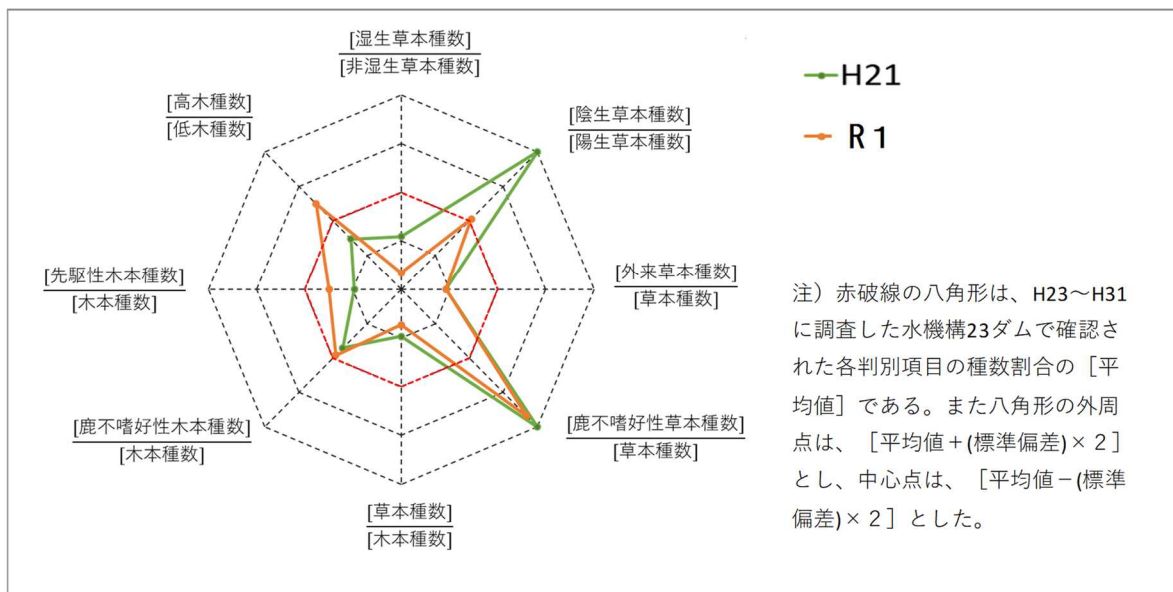 [湿生草本種数]
[非湿生草本種数]
[高木種数]
[低木種数]
[陰生草本種数]
[陽生草本種数]
H21
R1
[先駆性木本種数]
[木本種数]
[外来草本種数]
[草本種数]
[鹿不嗜好性木本種数]
[木本種数]
[鹿不嗜好性草本種数]
[草本種数]
[草本種数]
[木本種数]
注）赤破線の八角形は、H23～H31
に調査した水機構23ダムで確認さ
れた各判別項目の種数割合の［平
均値］である。また八角形の外周
点は、［平均値＋(標準偏差)×２］
とし、中心点は、［平均値－(標準
偏差)×２］とした。